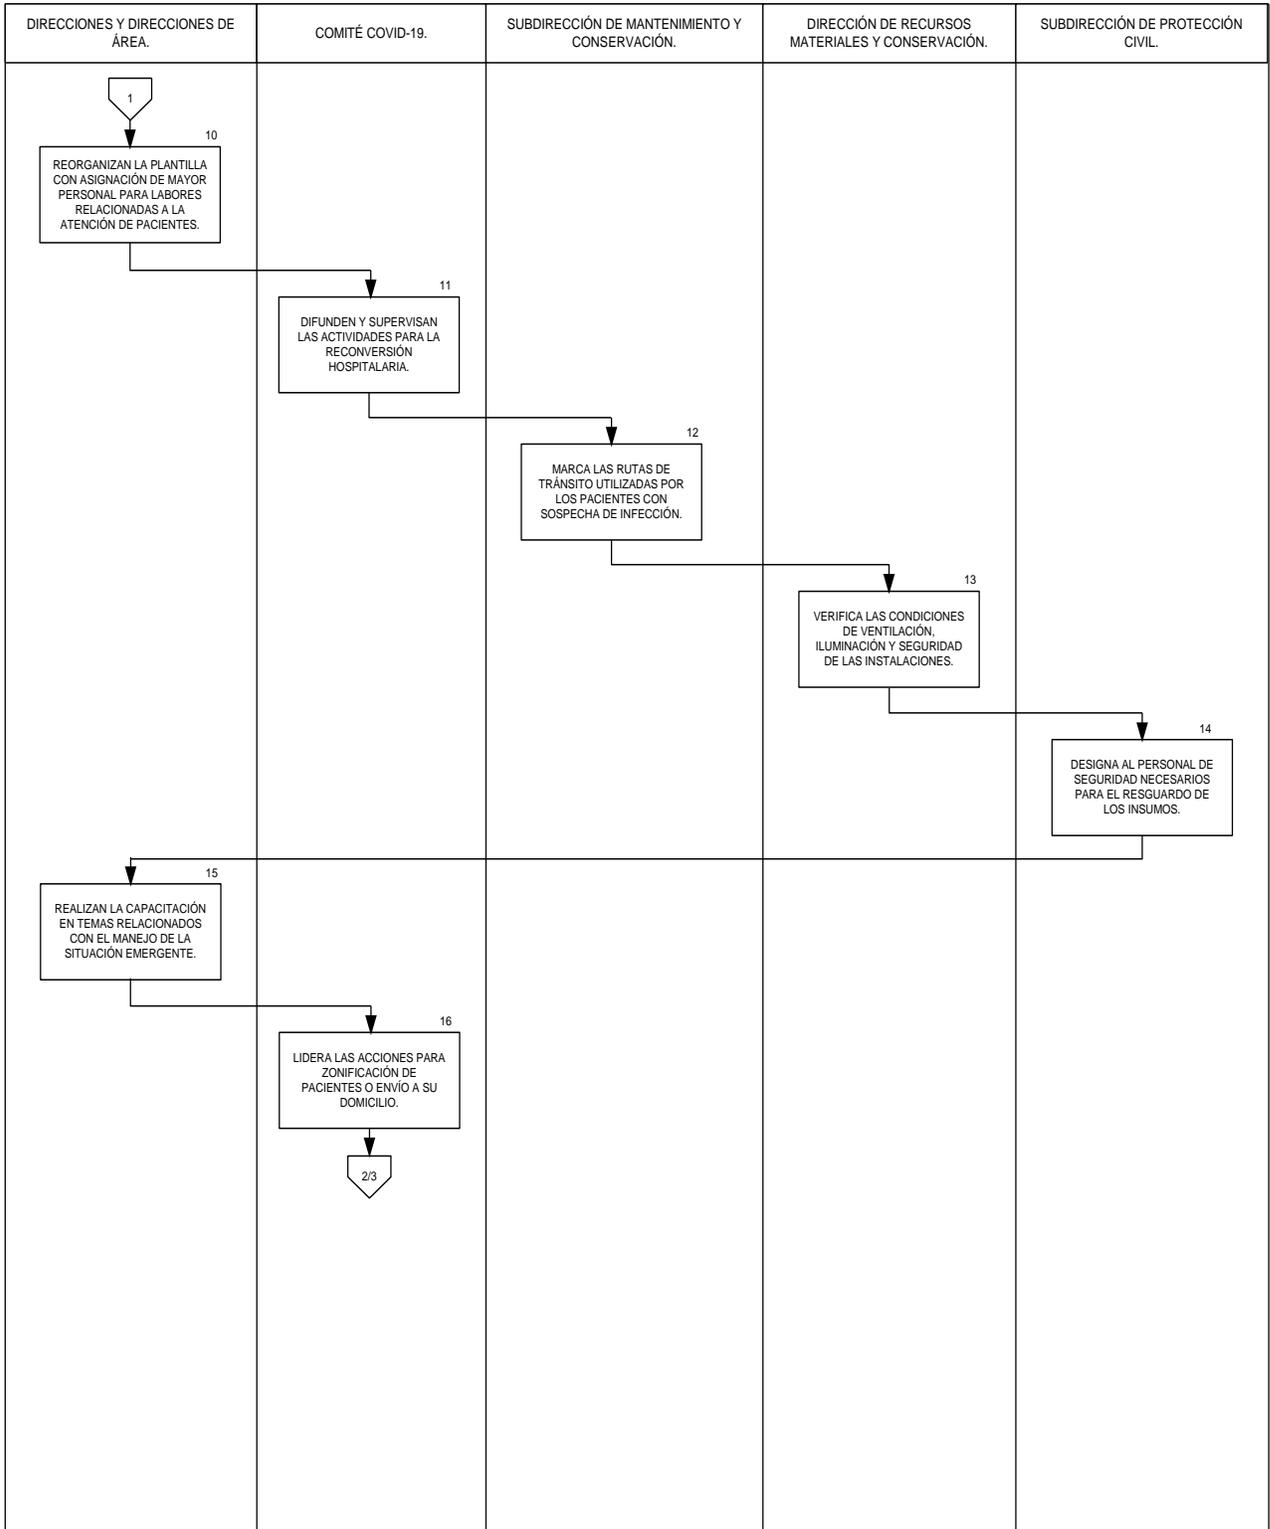 DIRECCIONES Y DIRECCIONES DE
ÁREA.
COMITÉ COVID-19.
SUBDIRECCIÓN DE MANTENIMIENTO Y
CONSERVACIÓN.
DIRECCIÓN DE RECURSOS
MATERIALES Y CONSERVACIÓN.
SUBDIRECCIÓN DE PROTECCIÓN
CIVIL.
1
10
REORGANIZAN LA PLANTILLA
CON ASIGNACIÓN DE MAYOR
PERSONAL PARA LABORES
RELACIONADAS A LA
ATENCIÓN DE PACIENTES.
11
DIFUNDEN Y SUPERVISAN
LAS ACTIVIDADES PARA LA
RECONVERSIÓN
HOSPITALARIA.
12
MARCA LAS RUTAS DE
TRÁNSITO UTILIZADAS POR
LOS PACIENTES CON
SOSPECHA DE INFECCIÓN.
13
VERIFICA LAS CONDICIONES
DE VENTILACIÓN,
ILUMINACIÓN Y SEGURIDAD
DE LAS INSTALACIONES.
14
DESIGNA AL PERSONAL DE
SEGURIDAD NECESARIOS
PARA EL RESGUARDO DE
LOS INSUMOS.
15
REALIZAN LA CAPACITACIÓN
EN TEMAS RELACIONADOS
CON EL MANEJO DE LA
SITUACIÓN EMERGENTE.
16
LIDERA LAS ACCIONES PARA
ZONIFICACIÓN DE
PACIENTES O ENVÍO A SU
DOMICILIO.
2/3